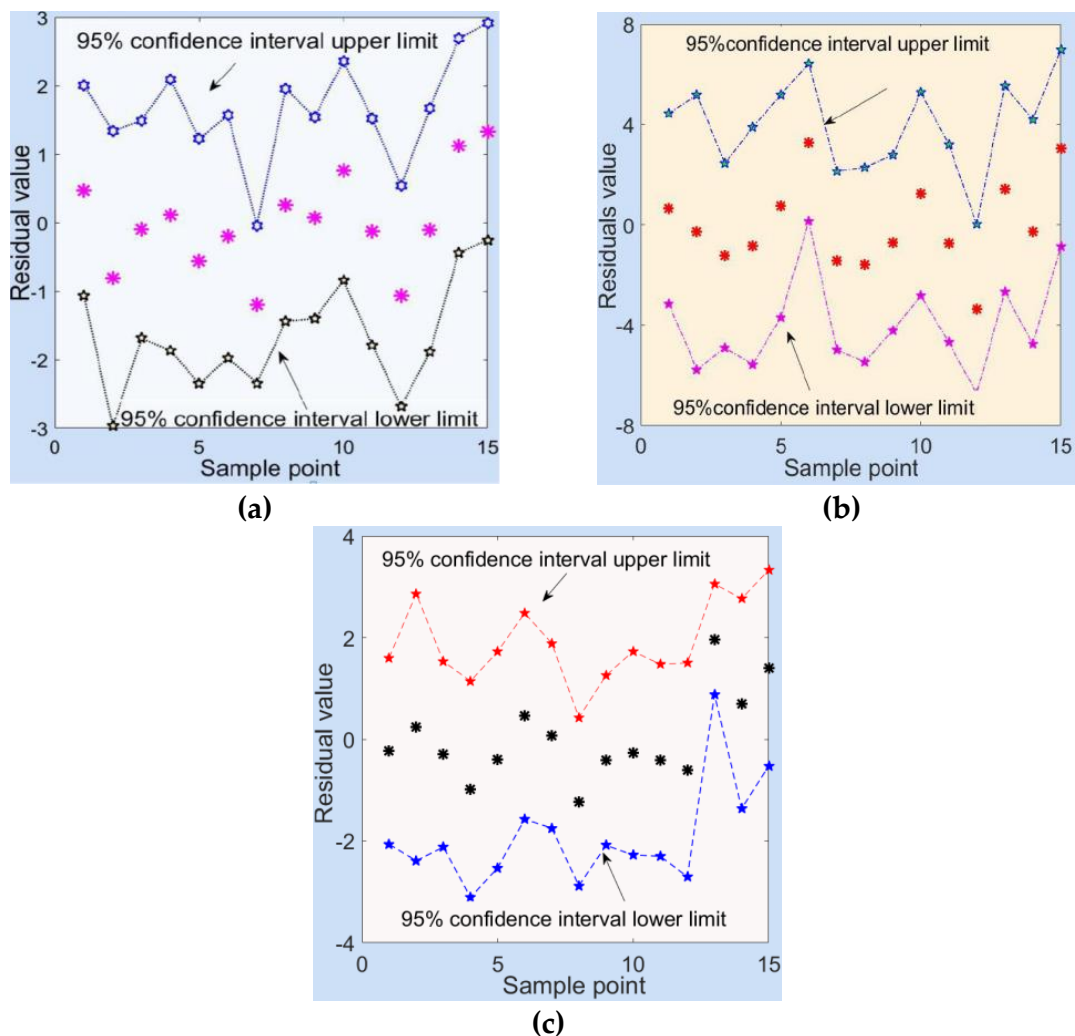 95% confidence interval upper limit
3
2
1
0
-1
-2
-3
Residual value
95% confidence interval lower limit
0 5 10 15
Sample point
(a)
95%confidence interval upper limit
8
4
0
-4
-8
Residuals value
95%confidence interval lower limit
0 5 10 15
Sample point
(b)
95% confidence interval upper limit
4
2
0
-2
-4
Residual value
95% confidence interval lower limit
0 5 10 15
Sample point
(c)